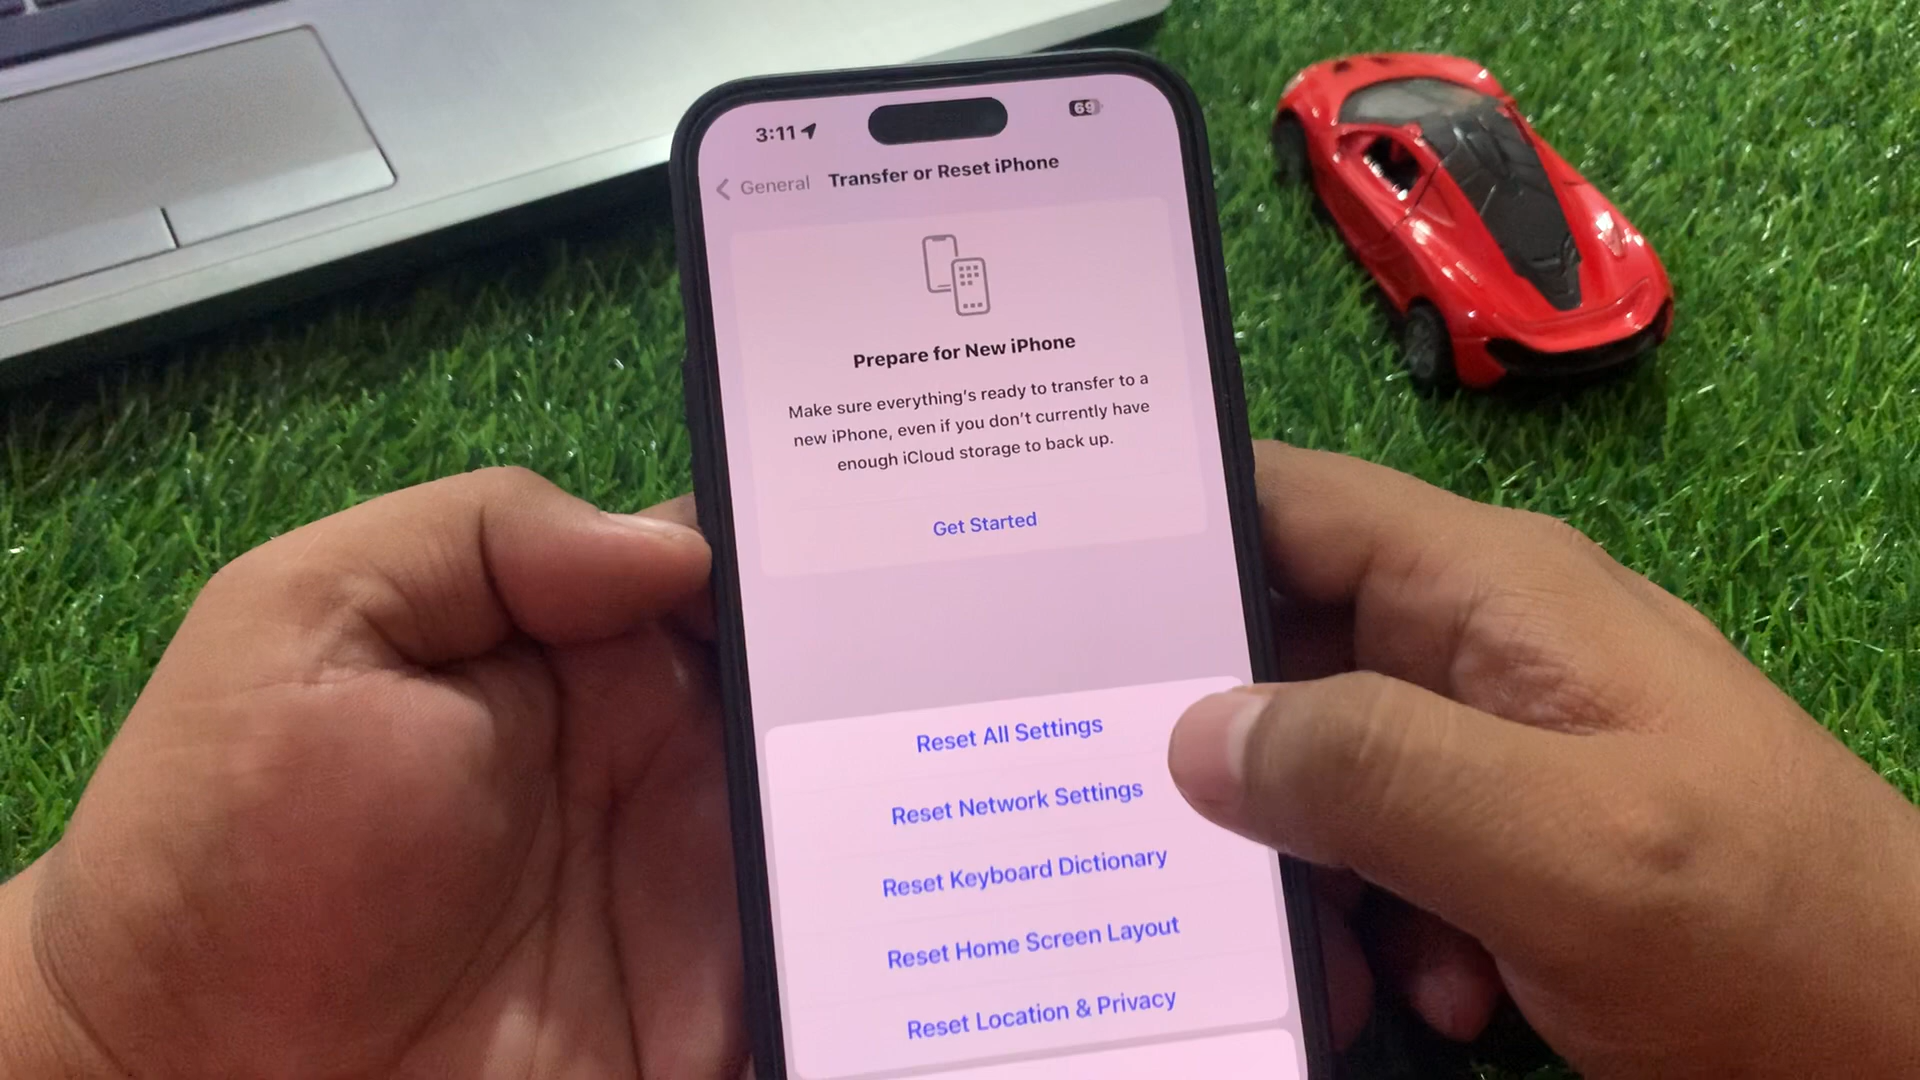 3:11
69
General
Transfer or Reset iPhone
Prepare for New iPhone
Make sure everything's ready to transfer to a
new iPhone, even if you don't currently have
enough iCloud storage to back up.
Get Started
Reset All Settings
Reset Network Settings
Reset Keyboard Dictionary
Reset Home Screen Layout
Reset Location & Privacy